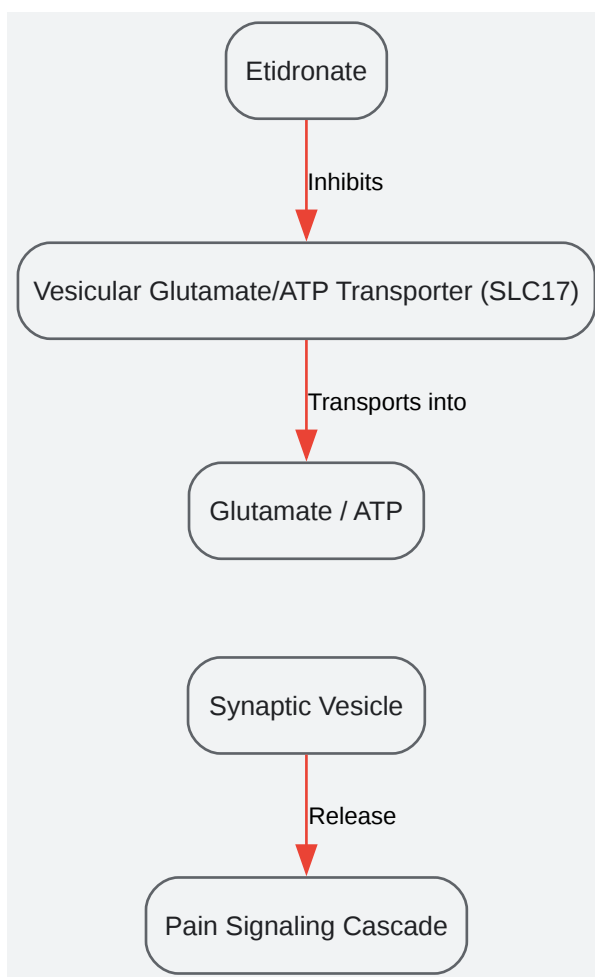 Etidronate
Inhibits
Vesicular Glutamate/ATP Transporter (SLC17)
Transports into
Glutamate / ATP
Synaptic Vesicle
Release
Pain Signaling Cascade